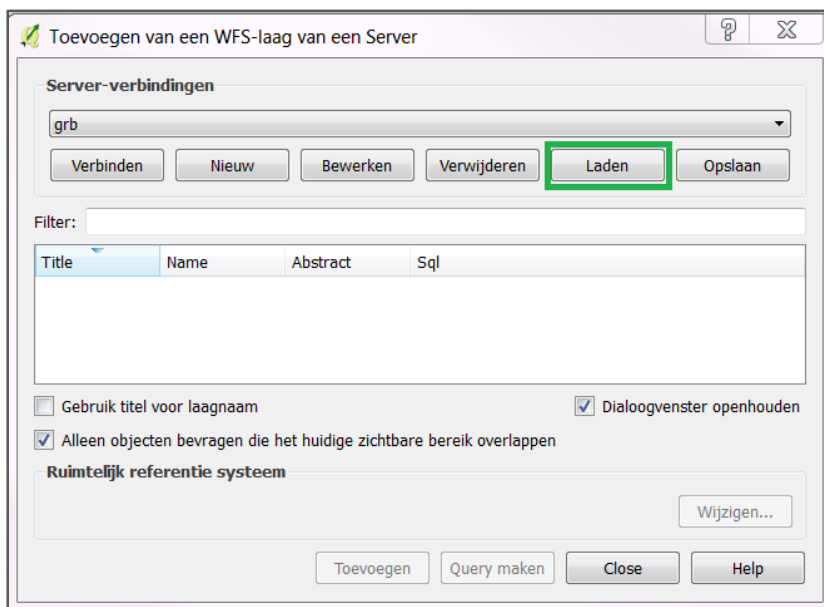 Toevoegen van een WFS-laag van een Server
Server-verbindingen
grb
Verbinden Nieuw Bewerken Verwijderen Laden Opslaan
Filter:
Title Name Abstract Sql
Gebruik titel voor laagnaam Dialoogvenster openhouden
Alleen objecten bevragen die het huidige zichtbare bereik overlappen
Ruimtelijk referentie systeem
Wijzigen...
Toevoegen Query maken Close Help